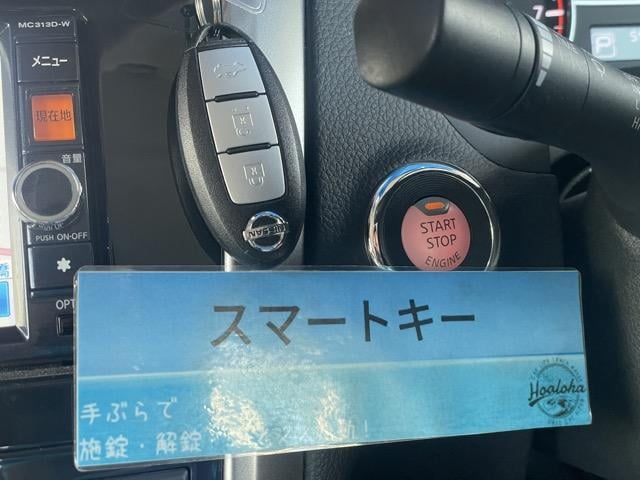 MC313D-W
メニュー
現在地
音量
PUSH ON-OFF
OPT
NISSAN
START
STOP
ENGINE
7
P
スマートキー
手ぶらで
施錠・解錠
Hoaloha